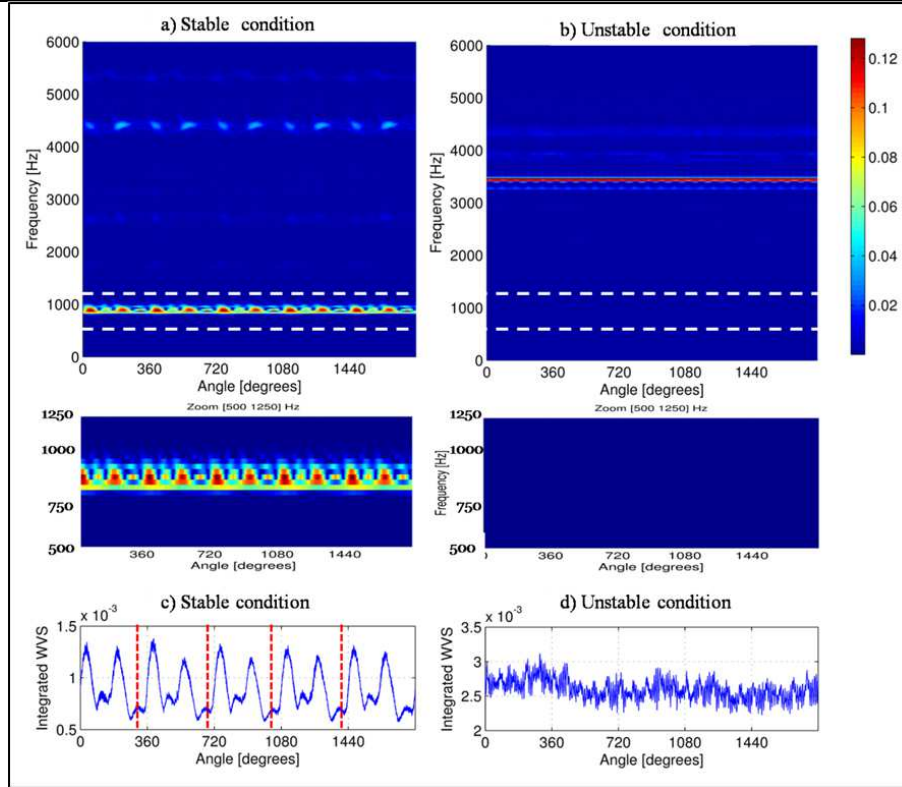 a) Stable condition
6000
5000
4000
3000
2000
1000
0
Frequency [Hz]
0 360 720 1080 1440
Angle [degrees]
b) Unstable condition
6000
5000
4000
3000
2000
1000
0
Frequency [Hz]
0 360 720 1080 1440
Angle [degrees]
0.12
0.1
0.08
0.06
0.04
0.02
Zoom [500 1250] Hz
1250
1000
750
500
360 720 1080 1440
Angle [degrees]
Zoom [500 1250] Hz
1250
1000
750
500
Frequency [Hz]
360 720 1080 1440
Angle [degrees]
c) Stable condition
x 10⁻³
1.5
1
0.5
Integrated WVS
0 360 720 1080 1440
Angle [degrees]
d) Unstable condition
x 10⁻³
3.5
3
2.5
2
Integrated WVS
0 360 720 1080 1440
Angle [degrees]